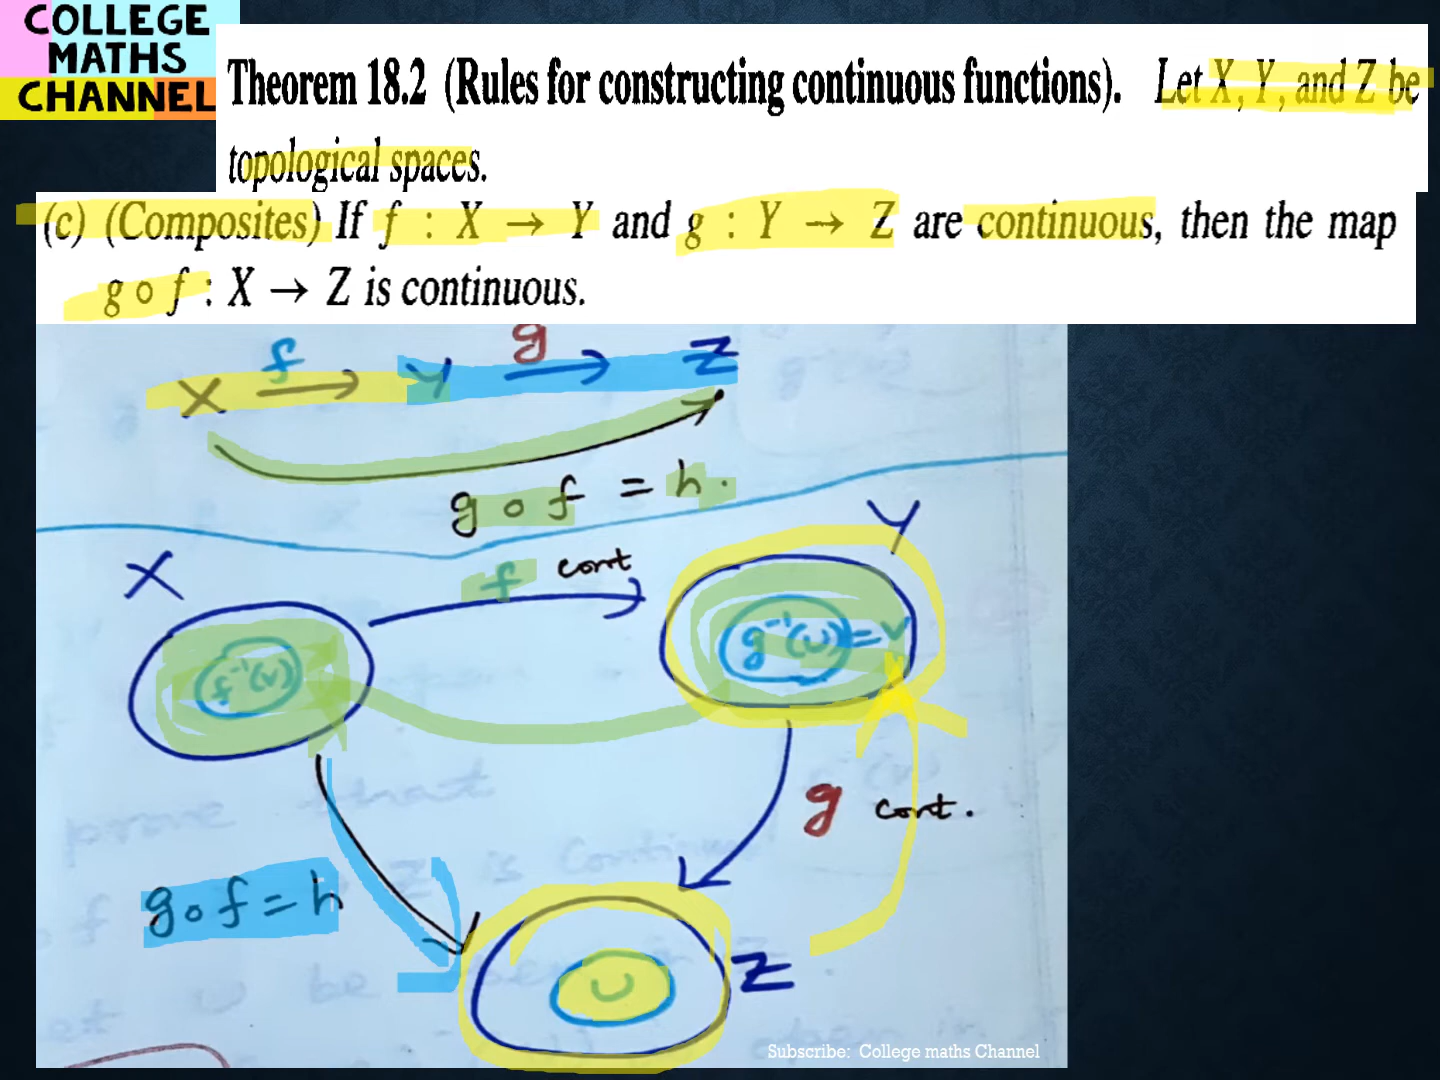 COLLEGE
MATHS
CHANNEL
Theorem 18.2 (Rules for constructing continuous functions). Let X, Y, and Z be
topological spaces.
(c) (Composites) If f : X → Y and g : Y → Z are continuous, then the map
g ∘ f : X → Z is continuous.
X f → Y g → Z
g ∘ f = h.
X f cont Y
f⁻¹(v) g⁻¹(U) = v
g cont.
g∘f = h
U Z
Subscribe: College maths Channel